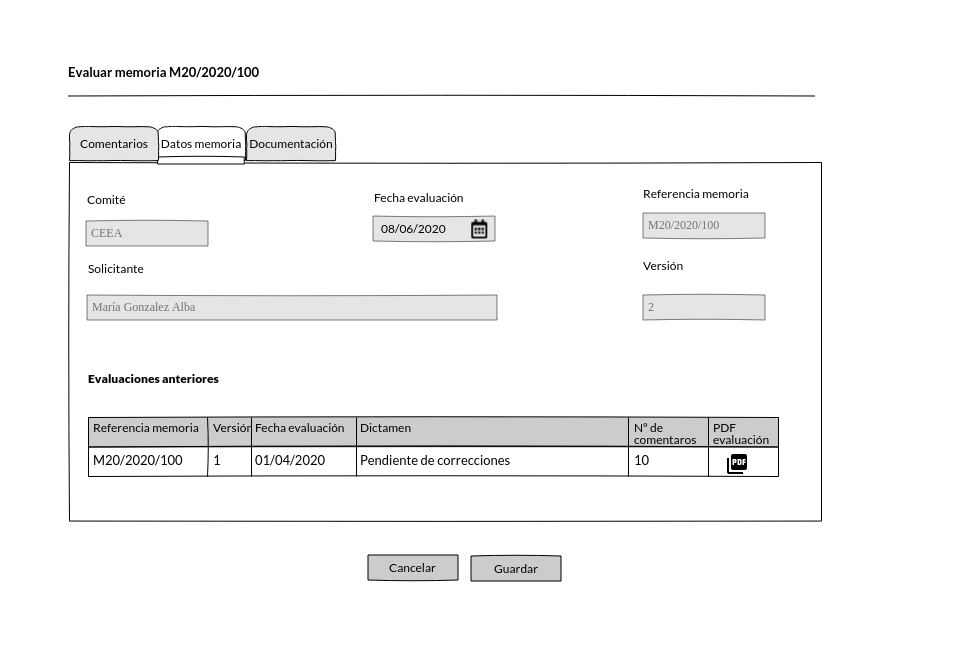 Evaluar memoria M20/2020/100
Comentarios Datos memoria Documentación
Comité Fecha evaluación Referencia memoria
CEEA 08/06/2020 M20/2020/100
Solicitante Versión
María Gonzalez Alba 2
Evaluaciones anteriores
Referencia memoria Versión Fecha evaluación Dictamen Nº de comentaros PDF evaluación
M20/2020/100 1 01/04/2020 Pendiente de correcciones 10 PDF
Cancelar Guardar